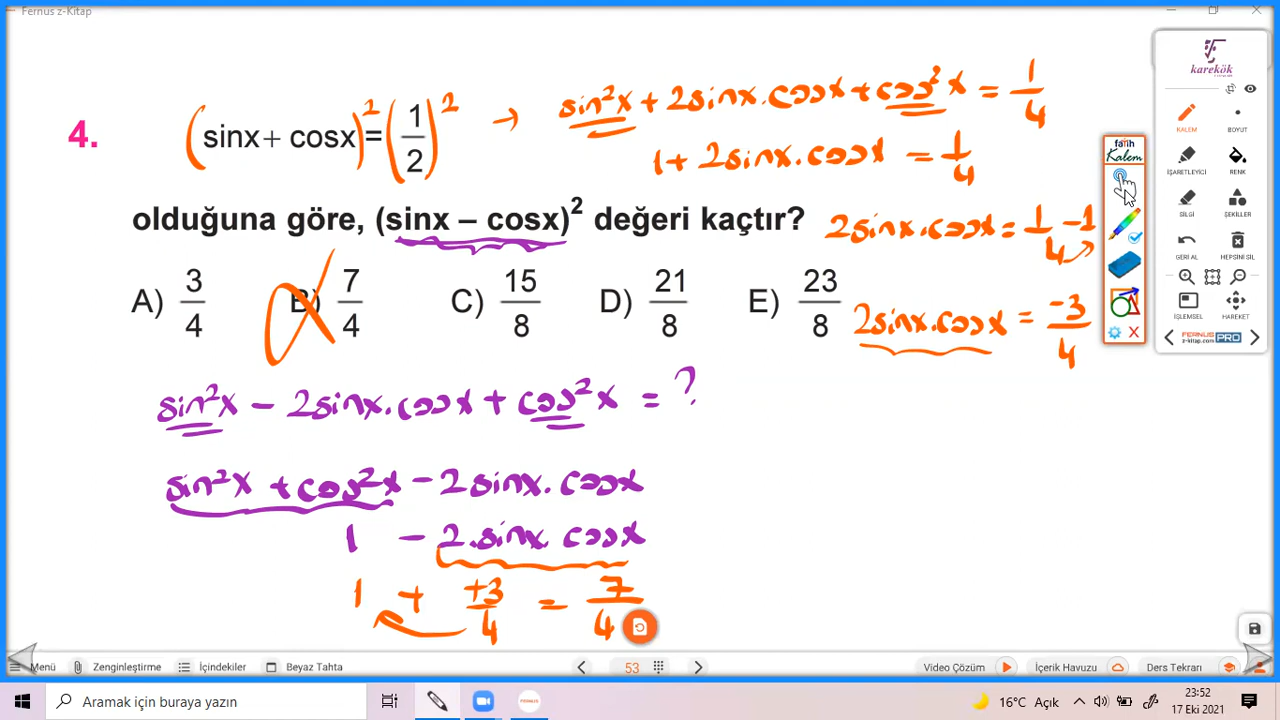 Fernus z-Kitap
karekök
4. (sinx + cosx)² = (1/2)² → sin²x + 2sinx.cosx + cos²x = 1/4
1 + 2sinx.cosx = 1/4
olduğuna göre, (sinx – cosx)² değeri kaçtır?
2sinx.cosx = 1/4 - 1
A) 3/4 B) 7/4 C) 15/8 D) 21/8 E) 23/8
2sinx.cosx = -3/4
sin²x - 2sinx.cosx + cos²x = ?
sin²x + cos²x - 2sinx.cosx
1 - 2.sinx.cosx
1 + +3/4 = 7/4
fatih
Kalem
KALEM BOYUT
İŞARETLEYİCİ RENK
SİLGİ ŞEKİLLER
GERİ AL HEPSİNİ SİL
İŞLEMSEL HAREKET
FERNUS
z-kitap.com PRO
Menü Zenginleştirme İçindekiler Beyaz Tahta 53 Video Çözüm İçerik Havuzu Ders Tekrarı
Aramak için buraya yazın FERNUS 16°C Açık 23:52
17 Eki 2021